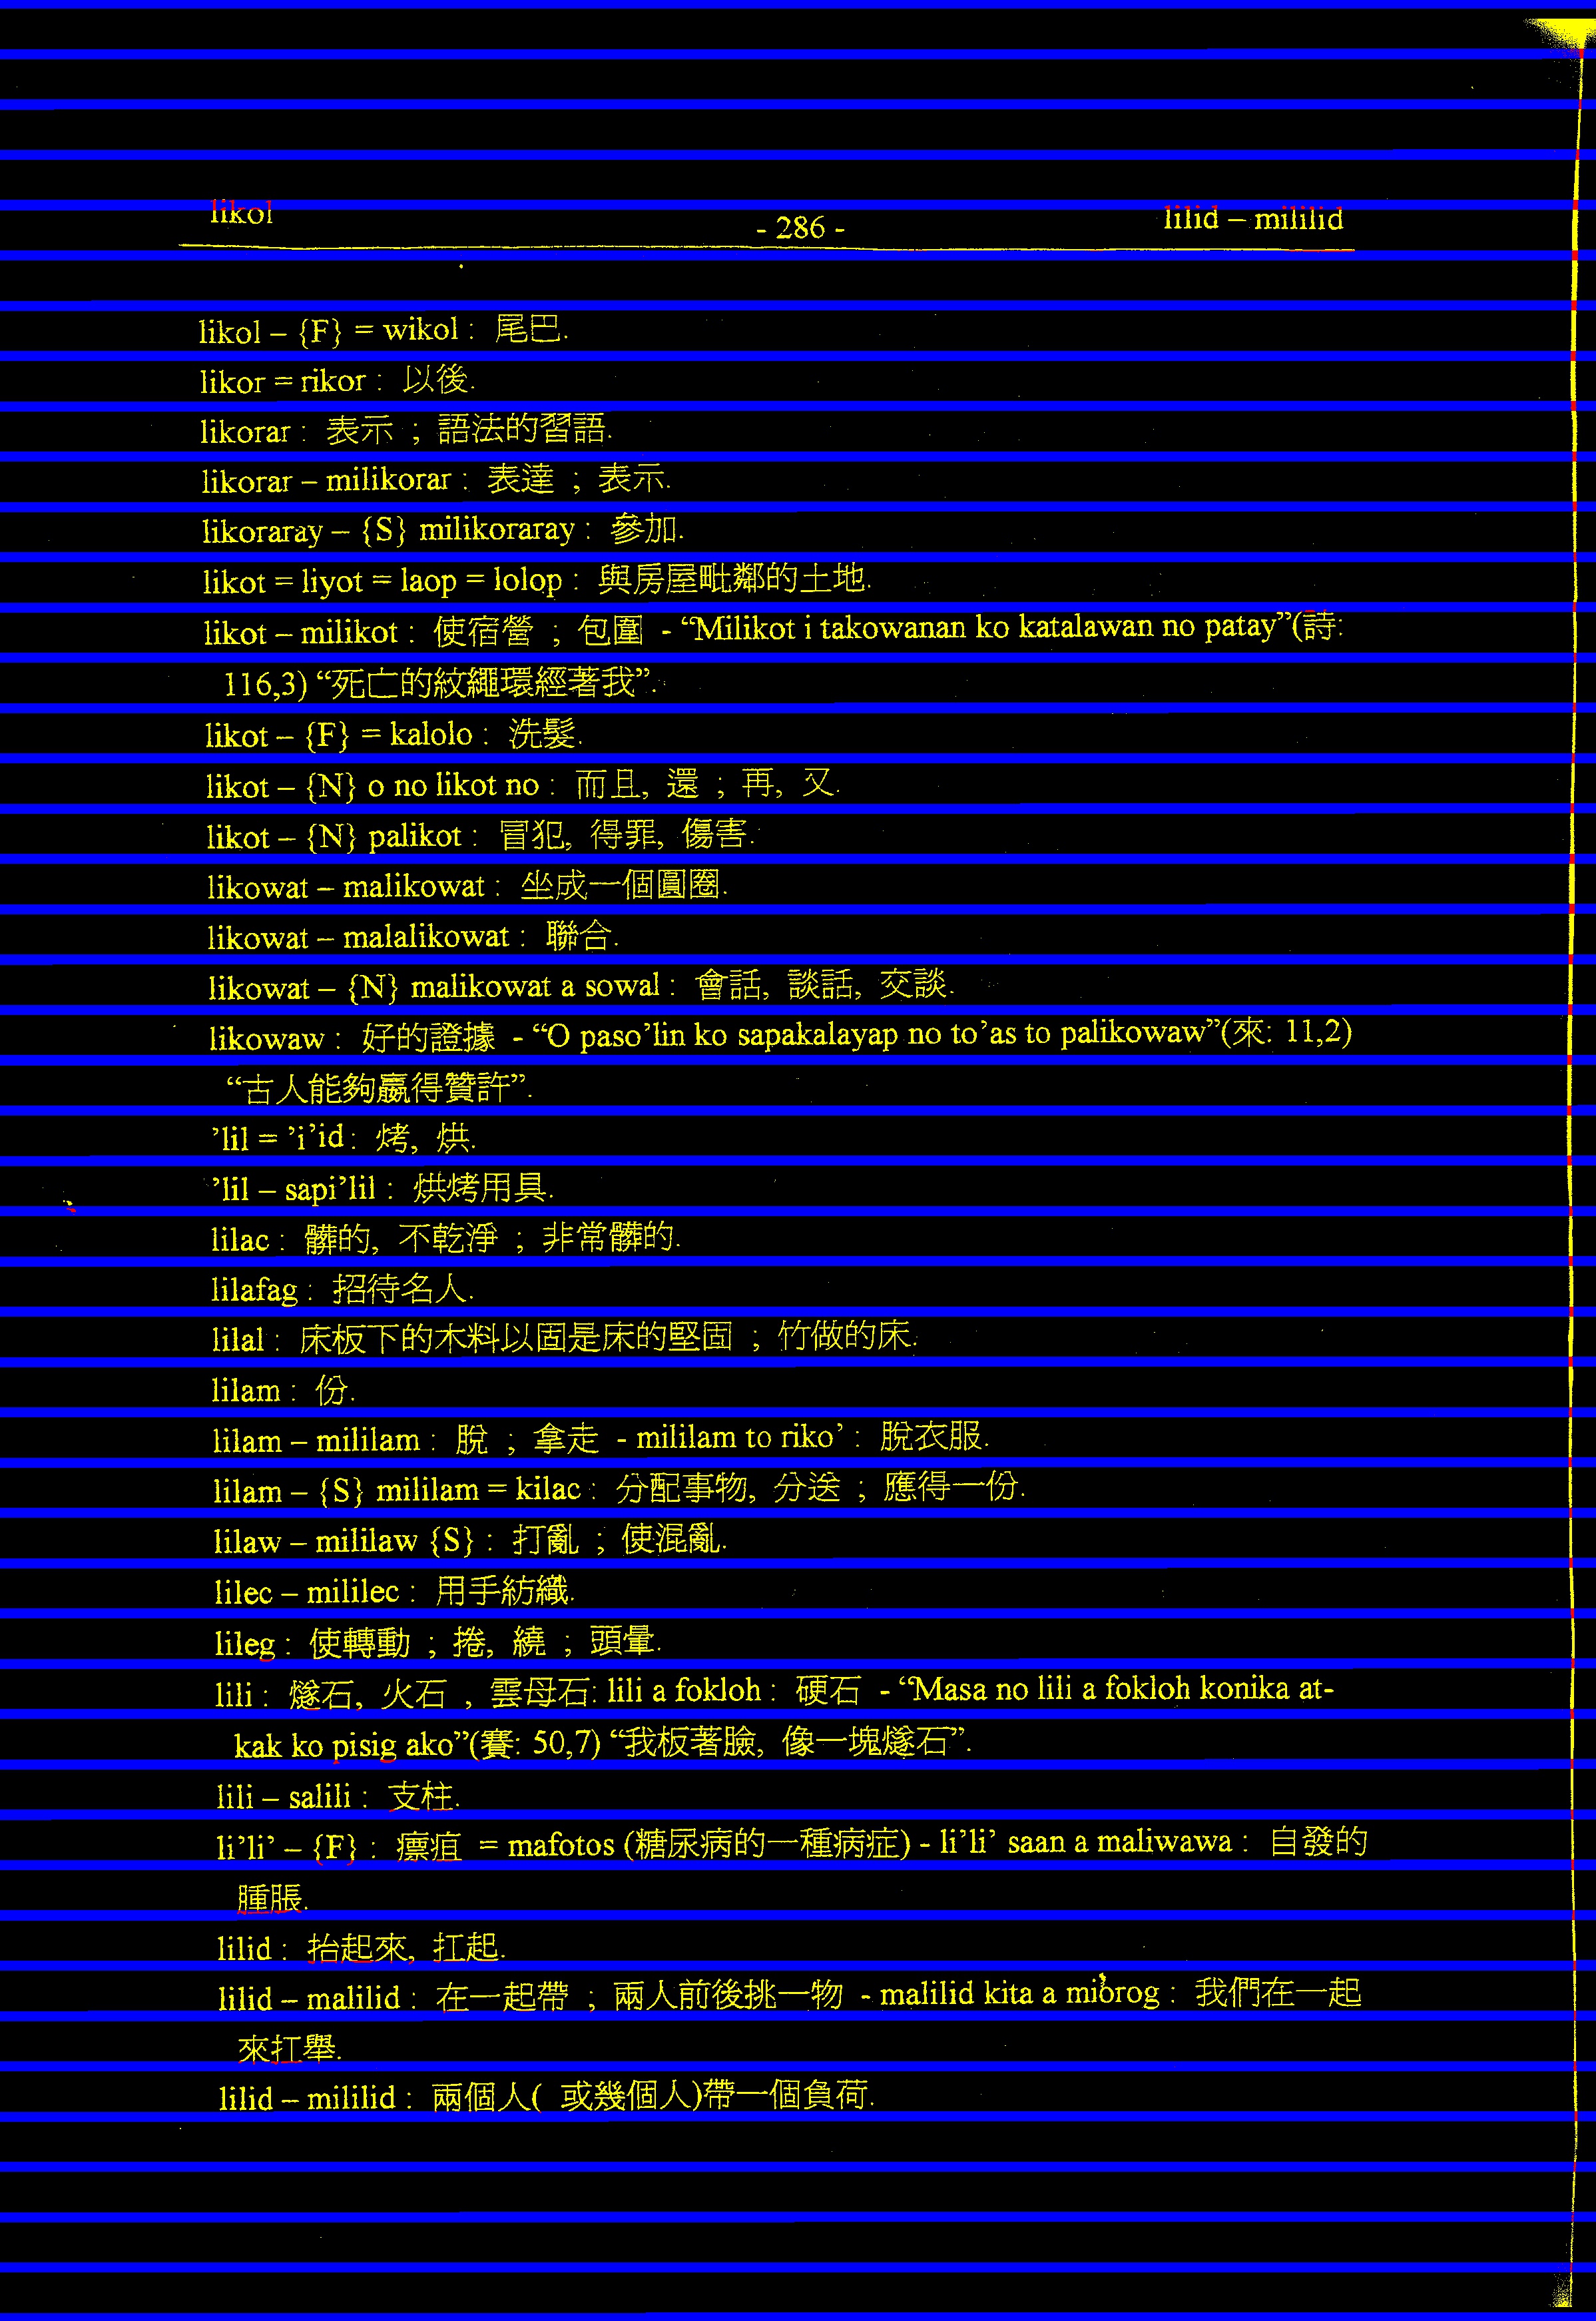 likol - 286 - lilid – mililid
likol – {F} = wikol : 尾巴.
likor = rikor : 以後.
likorar : 表示 ; 語法的習語.
likorar – milikorar : 表達 ; 表示.
likoraray – {S} milikoraray : 參加.
likot = liyot = laop = lolop : 與房屋毗鄰的土地.
likot – milikot : 使宿營 ; 包圍 - “Milikot i takowanan ko katalawan no patay”(詩:
116,3) “死亡的紋繩環經著我”.
likot – {F} = kalolo : 洗髮.
likot – {N} o no likot no : 而且, 還 ; 再, 又.
likot – {N} palikot : 冒犯, 得罪, 傷害.
likowat – malikowat : 坐成一個圓圈.
likowat – malalikowat : 聯合.
likowat – {N} malikowat a sowal : 會話, 談話, 交談.
likowaw : 好的證據 - “O paso’lin ko sapakalayap no to’as to palikowaw”(來: 11,2)
“古人能夠贏得贊許”.
’lil = ’i’id : 烤, 烘.
’lil – sapi’lil : 烘烤用具.
lilac : 髒的, 不乾淨 ; 非常髒的.
lilafag : 招待名人.
lilal : 床板下的木料以固是床的堅固 ; 竹做的床.
lilam : 份.
lilam – mililam : 脫 ; 拿走 - mililam to riko’ : 脫衣服.
lilam – {S} mililam = kilac : 分配事物, 分送 ; 應得一份.
lilaw – mililaw {S} : 打亂 ; 使混亂.
lilec – mililec : 用手紡織.
lileg : 使轉動 ; 捲, 繞 ; 頭暈.
lili : 燧石, 火石 , 雲母石: lili a fokloh : 硬石 - “Masa no lili a fokloh konika at-
kak ko pisig ako”(賽: 50,7) “我板著臉, 像一塊燧石”.
lili – salili : 支柱.
li’li’ – {F} : 癝疽 = mafotos (糖尿病的一種病症) - li’li’ saan a maliwawa : 自發的
腫脹.
lilid : 抬起來, 扛起.
lilid – malilid : 在一起帶 ; 兩人前後挑一物 - malilid kita a miorog : 我們在一起
來扛舉.
lilid – mililid : 兩個人( 或幾個人)帶一個負荷.